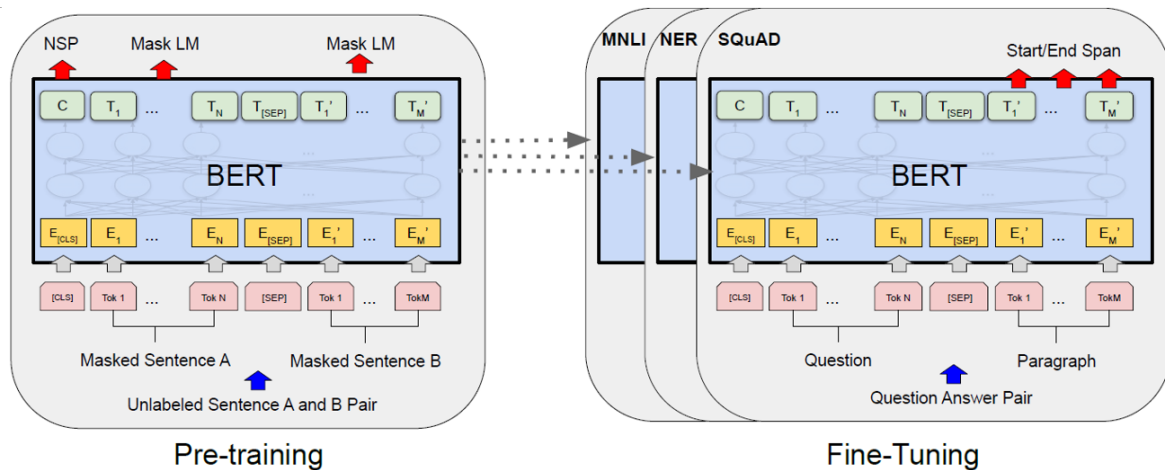 NSP Mask LM Mask LM
C T1 ... TN T[SEP] T1' ... TM'
...
BERT
...
E[CLS] E1 ... EN E[SEP] E1' ... EM'
[CLS] Tok 1 ... Tok N [SEP] Tok 1 ... TokM
Masked Sentence A Masked Sentence B
Unlabeled Sentence A and B Pair
Pre-training
MNLI NER SQuAD
Start/End Span
C T1 ... TN T[SEP] T1' ... TM'
...
BERT
...
E[CLS] E1 ... EN E[SEP] E1' ... EM'
[CLS] Tok 1 ... Tok N [SEP] Tok 1 ... TokM
Question Paragraph
Question Answer Pair
Fine-Tuning